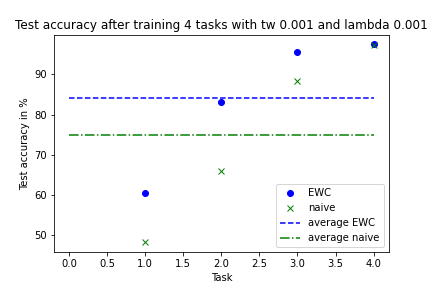 Test accuracy after training 4 tasks with tw 0.001 and lambda 0.001
Test accuracy in %
90
80
70
60
50
EWC
naive
average EWC
average naive
0.0 0.5 1.0 1.5 2.0 2.5 3.0 3.5 4.0
Task